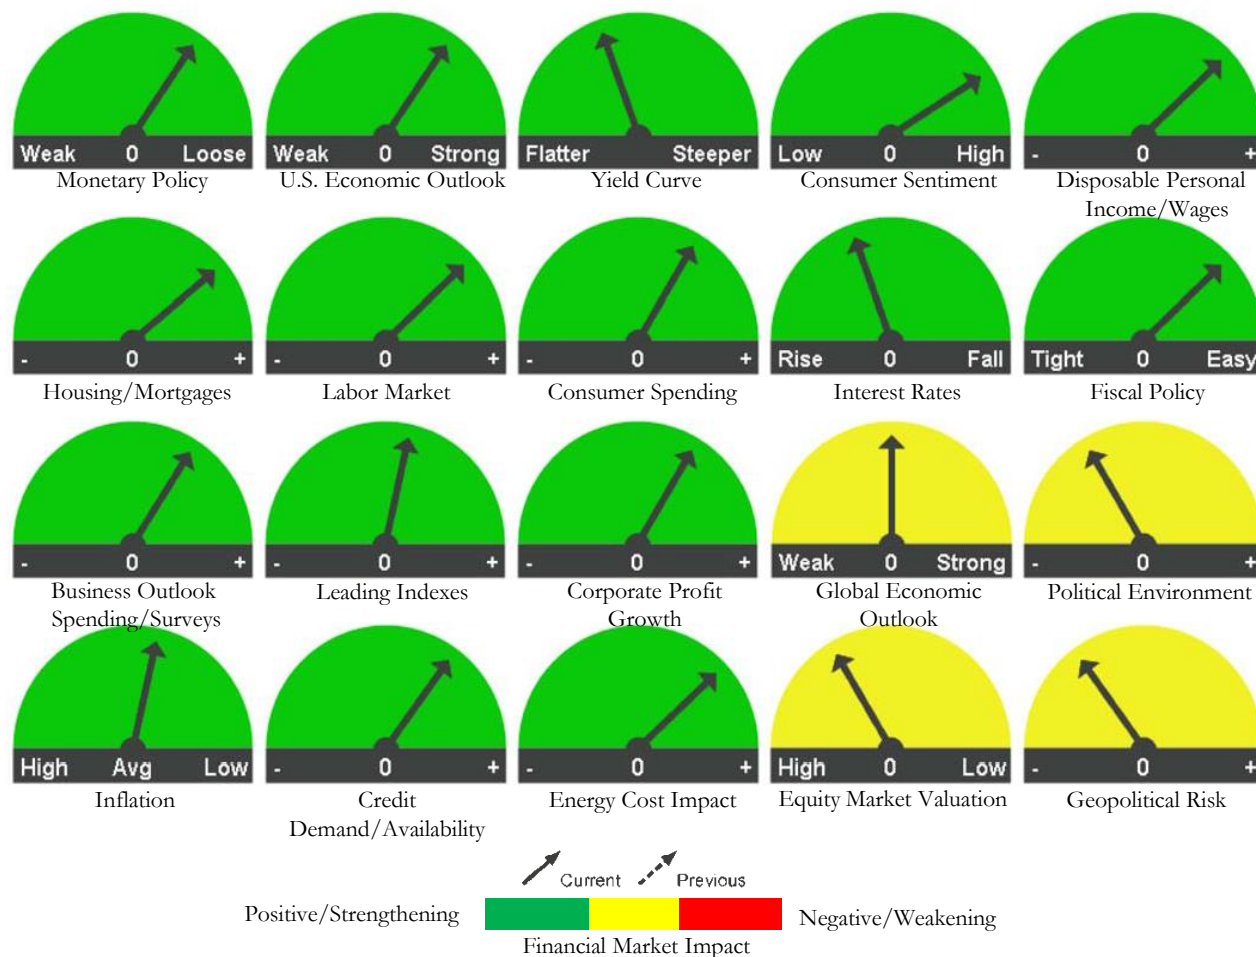 Weak 0 Loose
Monetary Policy
Weak 0 Strong
U.S. Economic Outlook
Flatter Steeper
Yield Curve
Low 0 High
Consumer Sentiment
- 0 +
Disposable Personal
Income/Wages
- 0 +
Housing/Mortgages
- 0 +
Labor Market
- 0 +
Consumer Spending
Rise 0 Fall
Interest Rates
Tight 0 Easy
Fiscal Policy
- 0 +
Business Outlook
Spending/Surveys
- 0 +
Leading Indexes
- 0 +
Corporate Profit
Growth
Weak 0 Strong
Global Economic
Outlook
- 0 +
Political Environment
High Avg Low
Inflation
- 0 +
Credit
Demand/Availability
- 0 +
Energy Cost Impact
High 0 Low
Equity Market Valuation
- 0 +
Geopolitical Risk
Current Previous
Positive/Strengthening Negative/Weakening
Financial Market Impact